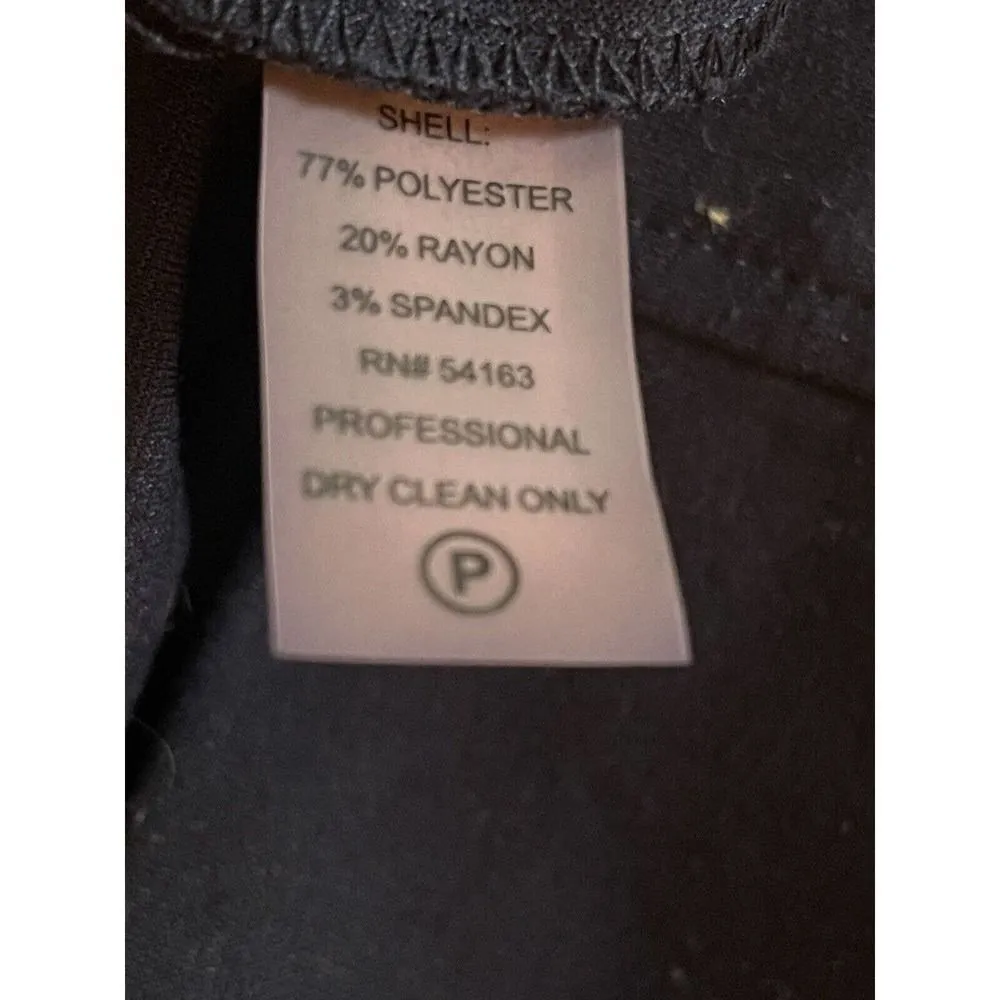 SHELL:
77% POLYESTER
20% RAYON
3% SPANDEX
RN# 54163
PROFESSIONAL
DRY CLEAN ONLY
P